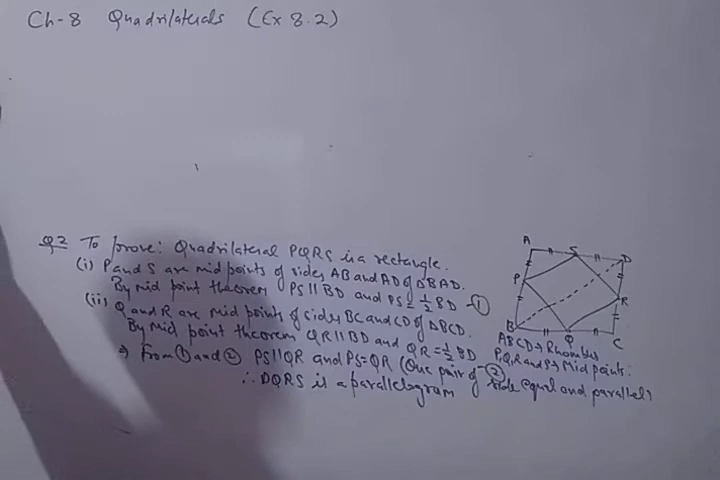 Ch-8 Quadrilaterals (Ex 8.2)
Q2 To prove: Quadrilateral PQRS is a rectangle.
(i) P and S are mid points of sides AB and AD of ΔBAD.
By mid point theorem PS || BD and PS = 1/2 BD -①
(ii) Q and R are mid points of sides BC and CD of ΔBCD.
By mid point theorem QR || BD and QR = 1/2 BD -②
⇒ From ① and ② PS || QR and PS = QR (One pair of side equal and parallel)
∴ PQRS is a parallelogram
A
S
D
P
R
B
Q
C
ABCD → Rhombus
P,Q,R and S → Mid points.